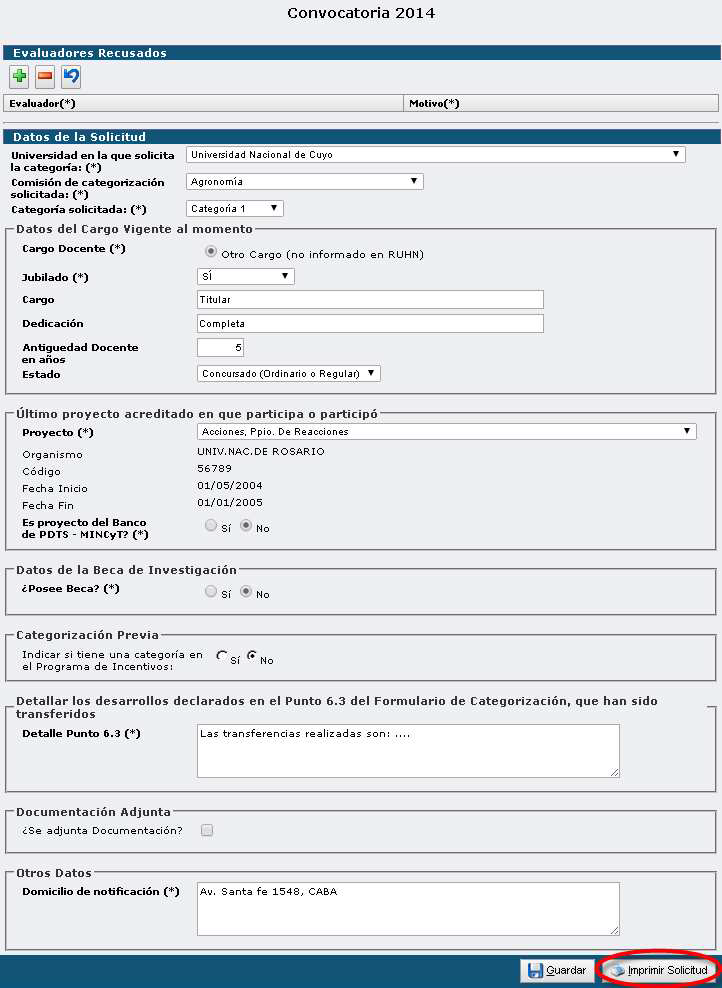 Convocatoria 2014
Evaluadores Recusados
Evaluador(*) Motivo(*)
Datos de la Solicitud
Universidad en la que solicita
la categoría: (*) Universidad Nacional de Cuyo
Comisión de categorización
solicitada: (*) Agronomía
Categoría solicitada: (*) Categoría 1
Datos del Cargo Vigente al momento
Cargo Docente (*) Otro Cargo (no informado en RUHN)
Jubilado (*) SÍ
Cargo Titular
Dedicación Completa
Antiguedad Docente
en años 5
Estado Concursado (Ordinario o Regular)
Último proyecto acreditado en que participa o participó
Proyecto (*) Acciones, Ppio. De Reacciones
Organismo UNIV.NAC.DE ROSARIO
Código 56789
Fecha Inicio 01/05/2004
Fecha Fin 01/01/2005
Es proyecto del Banco
de PDTS - MINCyT? (*) Sí No
Datos de la Beca de Investigación
¿Posee Beca? (*) Sí No
Categorización Previa
Indicar si tiene una categoría en
el Programa de Incentivos: Sí No
Detallar los desarrollos declarados en el Punto 6.3 del Formulario de Categorización, que han sido
transferidos
Detalle Punto 6.3 (*) Las transferencias realizadas son: ....
Documentación Adjunta
¿Se adjunta Documentación?
Otros Datos
Domicilio de notificación (*) Av. Santa fe 1548, CABA
Guardar Imprimir Solicitud